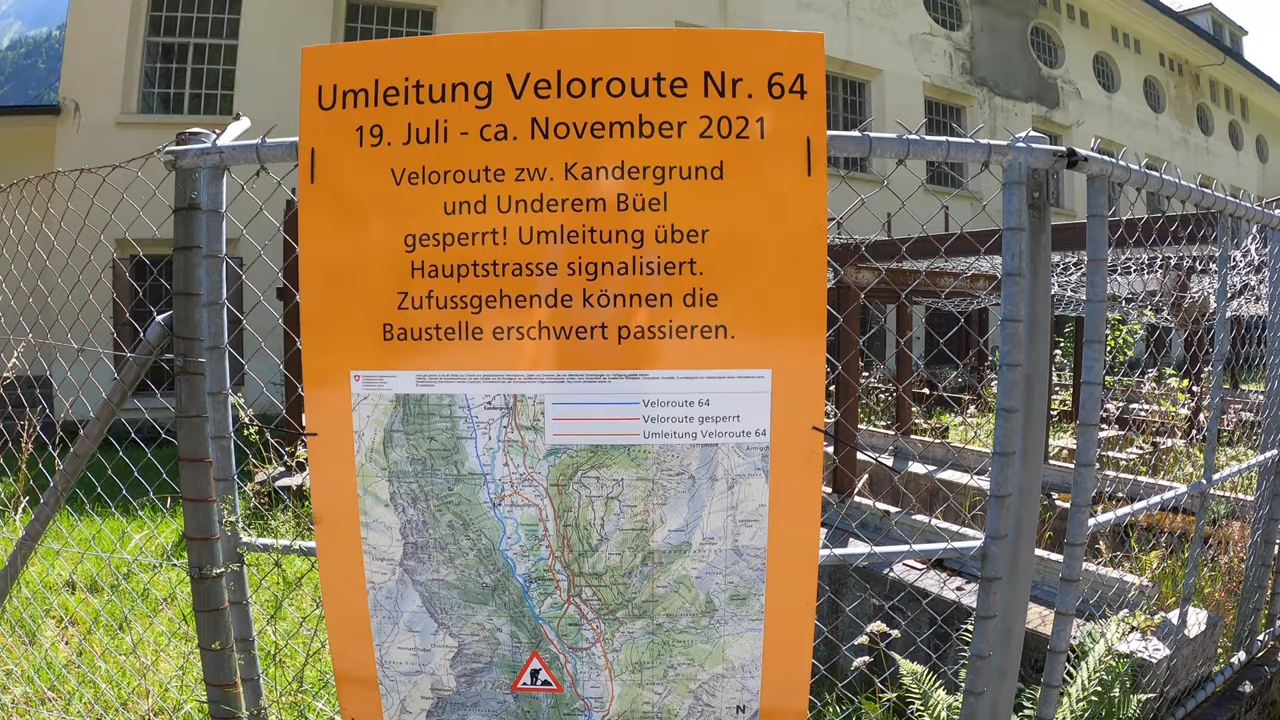 Umleitung Veloroute Nr. 64
19. Juli - ca. November 2021
Veloroute zw. Kandergrund
und Underem Büel
gesperrt! Umleitung über
Hauptstrasse signalisiert.
Zufussgehende können die
Baustelle erschwert passieren.
Veloroute 64
Veloroute gesperrt
Umleitung Veloroute 64
N